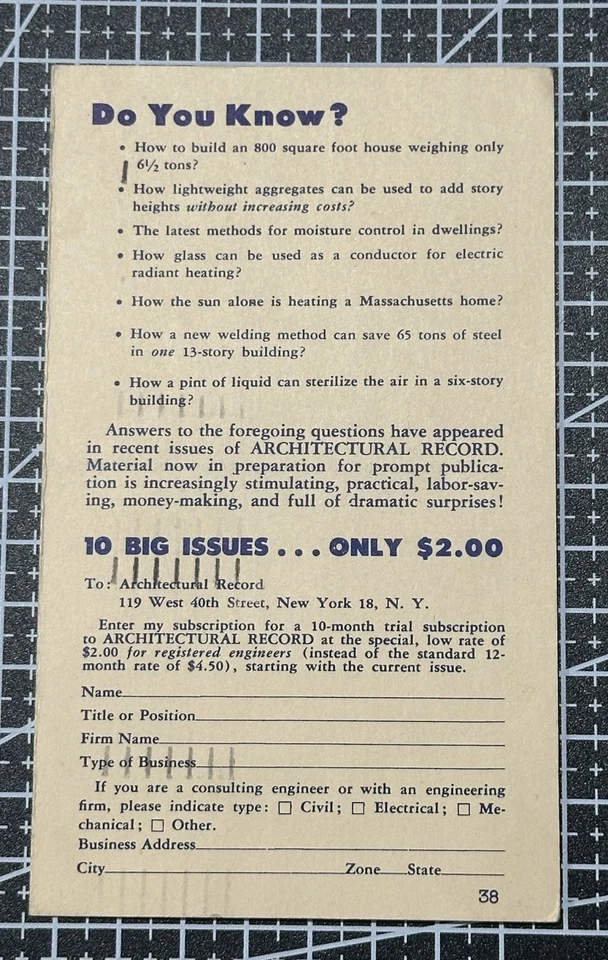 Do You Know?
• How to build an 800 square foot house weighing only
6½ tons?
• How lightweight aggregates can be used to add story
heights without increasing costs?
• The latest methods for moisture control in dwellings?
• How glass can be used as a conductor for electric
radiant heating?
• How the sun alone is heating a Massachusetts home?
• How a new welding method can save 65 tons of steel
in one 13-story building?
• How a pint of liquid can sterilize the air in a six-story
building?
Answers to the foregoing questions have appeared
in recent issues of ARCHITECTURAL RECORD.
Material now in preparation for prompt publica-
tion is increasingly stimulating, practical, labor-sav-
ing, money-making, and full of dramatic surprises!
10 BIG ISSUES . . . ONLY $2.00
To: Architectural Record
119 West 40th Street, New York 18, N. Y.
Enter my subscription for a 10-month trial subscription
to ARCHITECTURAL RECORD at the special, low rate of
$2.00 for registered engineers (instead of the standard 12-
month rate of $4.50), starting with the current issue.
Name
Title or Position
Firm Name
Type of Business
If you are a consulting engineer or with an engineering
firm, please indicate type: □ Civil; □ Electrical; □ Me-
chanical; □ Other.
Business Address
City Zone State
38